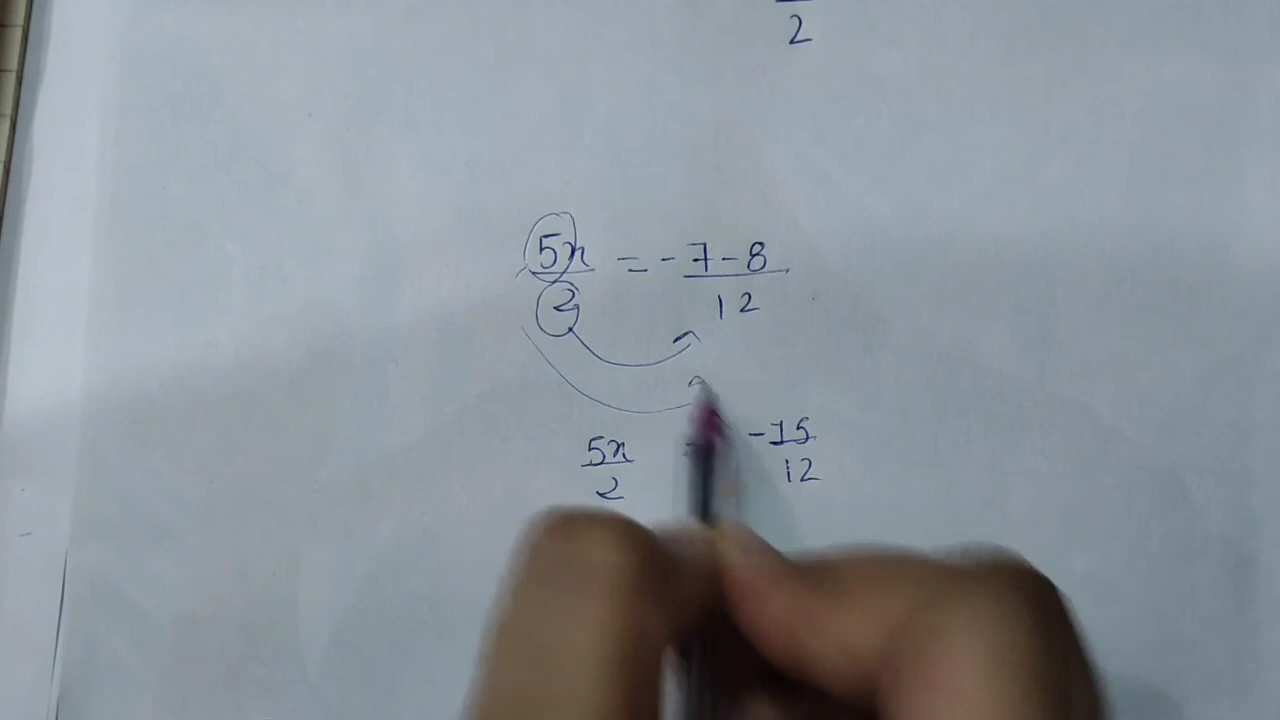 2
5x = -7-8
2 12
5x = -15
2 12